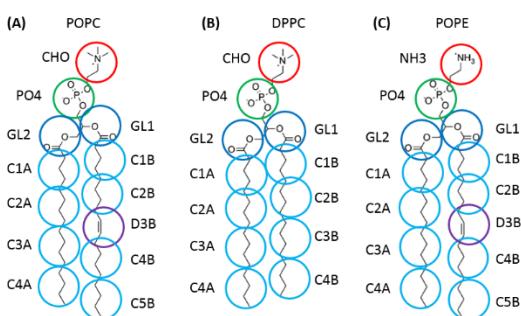 (A) POPC
CHO
PO4
GL2 GL1
C1A C1B
C2A C2B
C3A D3B
C4A C4B
C5B
(B) DPPC
CHO
PO4
GL2 GL1
C1A C1B
C2A C2B
C3A C3B
C4A C4B
(C) POPE
NH3
PO4
GL2 GL1
C1A C1B
C2A C2B
C3A D3B
C4A C4B
C5B